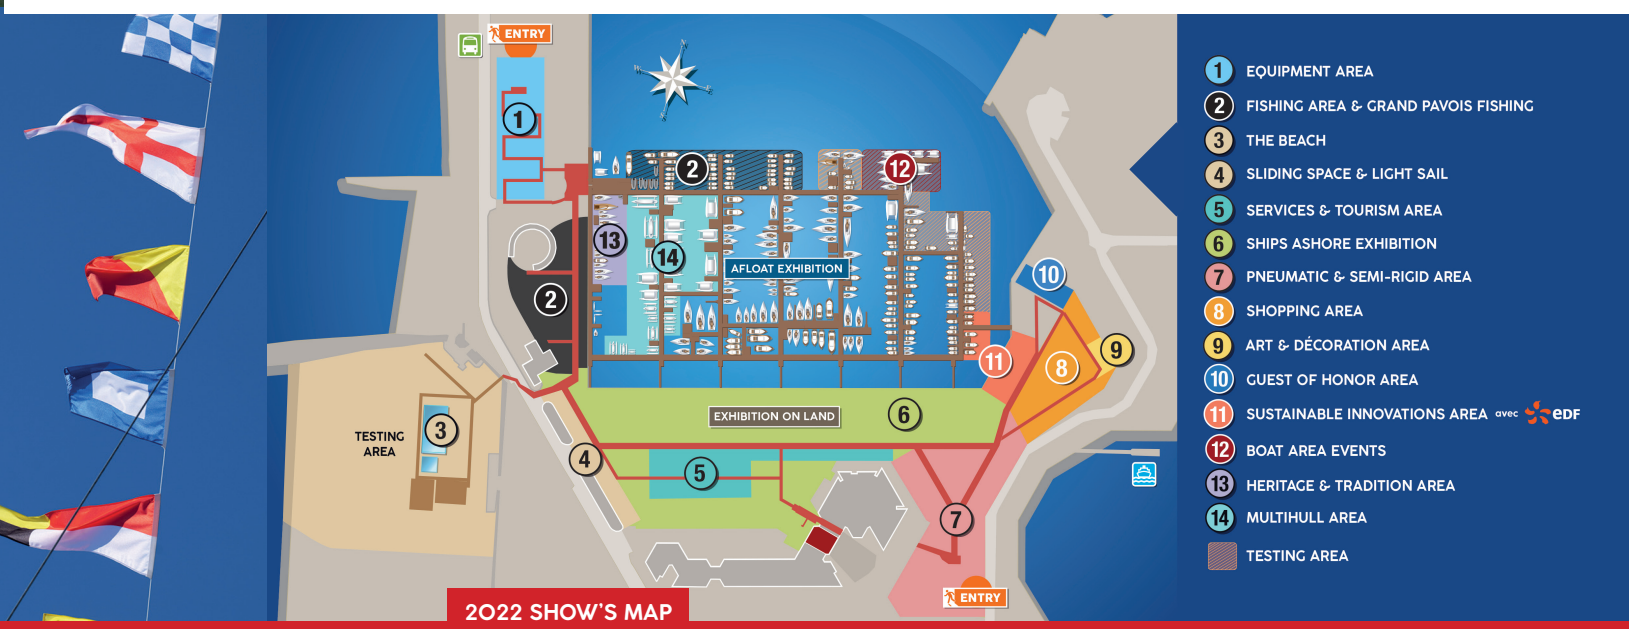 ENTRY
1
2
12
13
14
AFLOAT EXHIBITION
2
10
11
8
9
EXHIBITION ON LAND
6
TESTING
AREA
3
4
5
7
ENTRY
2022 SHOW'S MAP
1 EQUIPMENT AREA
2 FISHING AREA & GRAND PAVOIS FISHING
3 THE BEACH
4 SLIDING SPACE & LIGHT SAIL
5 SERVICES & TOURISM AREA
6 SHIPS ASHORE EXHIBITION
7 PNEUMATIC & SEMI-RIGID AREA
8 SHOPPING AREA
9 ART & DÉCORATION AREA
10 GUEST OF HONOR AREA
11 SUSTAINABLE INNOVATIONS AREA avec eDF
12 BOAT AREA EVENTS
13 HERITAGE & TRADITION AREA
14 MULTIHULL AREA
TESTING AREA